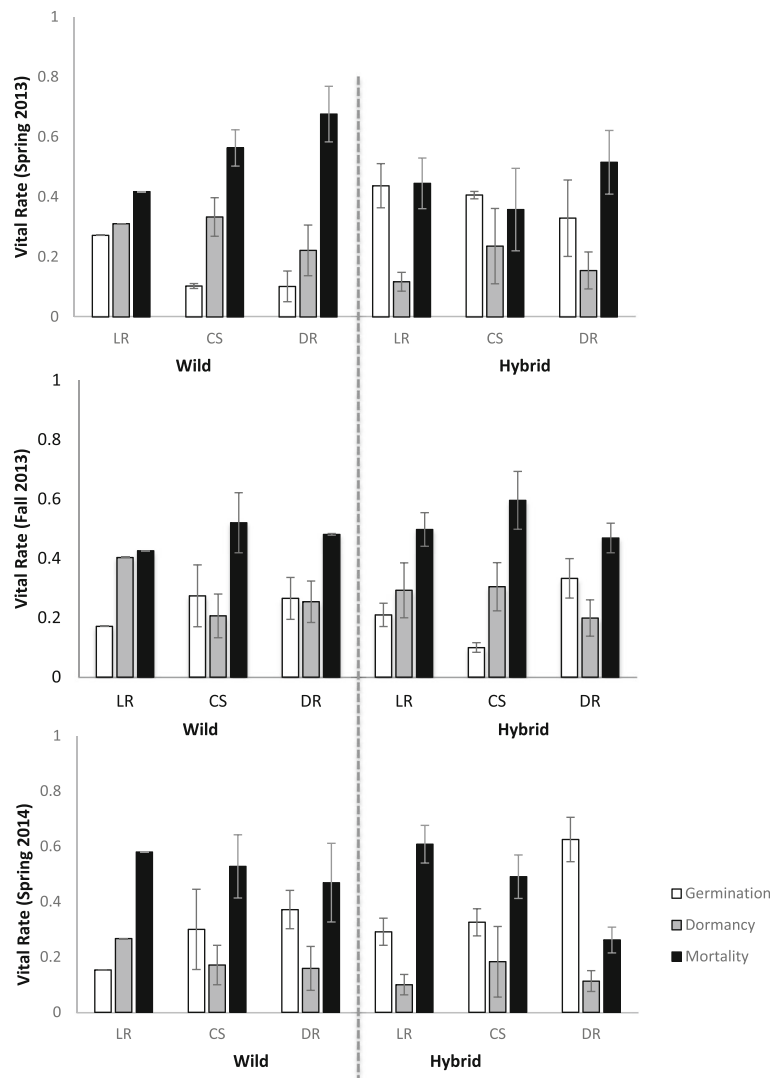 Vital Rate (Spring 2013)
1
0.8
0.6
0.4
0.2
0
LR CS DR LR CS DR
Wild Hybrid
Vital Rate (Fall 2013)
1
0.8
0.6
0.4
0.2
0
LR CS DR LR CS DR
Wild Hybrid
Vital Rate (Spring 2014)
1
0.8
0.6
0.4
0.2
0
LR CS DR LR CS DR
Wild Hybrid
Germination
Dormancy
Mortality